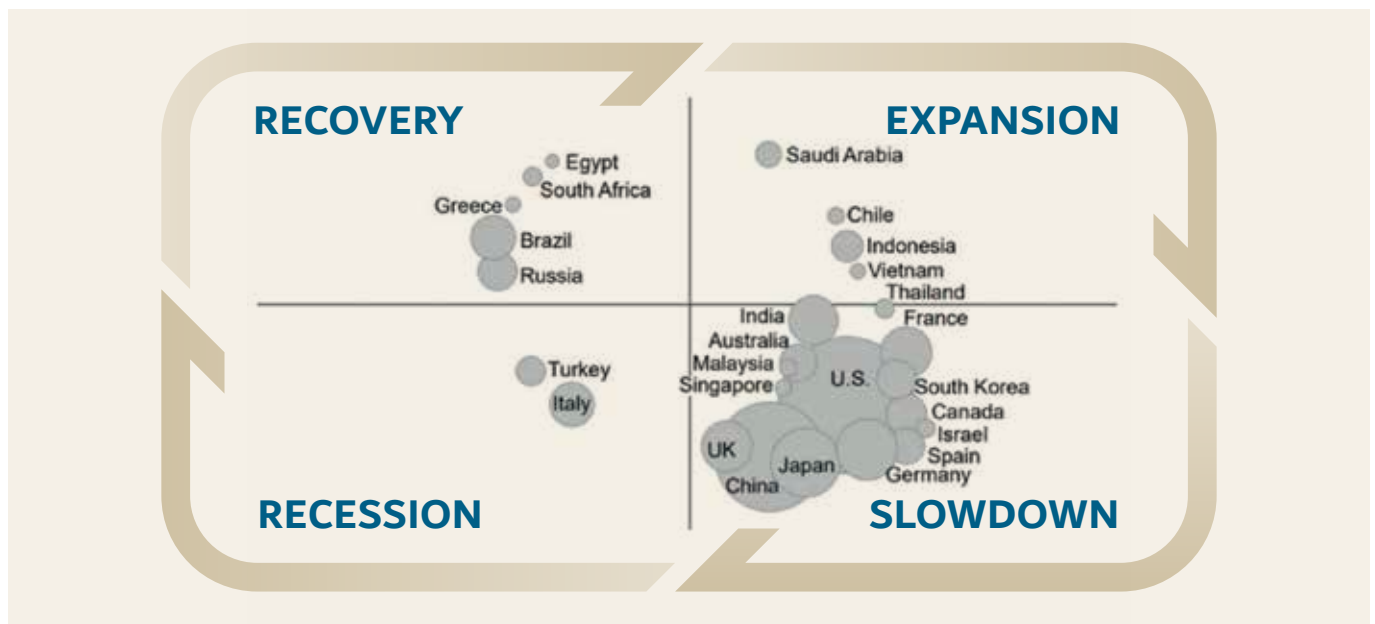 RECOVERY
EXPANSION
Egypt
South Africa
Greece
Brazil
Russia
Saudi Arabia
Chile
Indonesia
Vietnam
Thailand
Turkey
Italy
India
France
Australia
Malaysia
Singapore
U.S.
South Korea
Canada
Israel
UK
Japan
Spain
Germany
China
RECESSION
SLOWDOWN